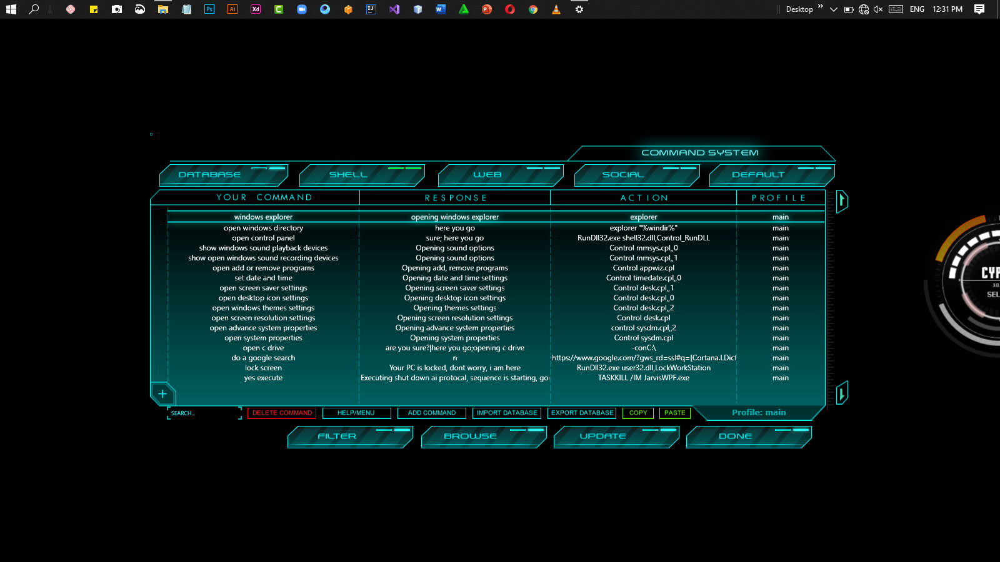 Ps Ai Xd C IJ W P Desktop » ENG 12:31 PM
COMMAND SYSTEM
DATABASE SHELL WEB SOCIAL DEFAULT
YOUR COMMAND RESPONSE ACTION PROFILE
windows explorer opening windows explorer explorer main
open windows directory here you go explorer "%windir%" main
open control panel sure; here you go RunDll32.exe shell32.dll,Control_RunDLL main
show windows sound playback devices Opening sound options Control mmsys.cpl,,0 main
show open windows sound recording devices Opening sound options Control mmsys.cpl,,1 main
open add or remove programs Opening add, remove programs Control appwiz.cpl main
set date and time Opening date and time settings Control timedate.cpl,,0 main
open screen saver settings Opening screen saver settings Control desk.cpl,,1 main
open desktop icon settings Opening desktop icon settings Control desk.cpl,,0 main
open windows themes settings Opening themes settings Control desk.cpl,,2 main
open screen resolution settings Opening screen resolution settings Control desk.cpl main
open advance system properties Opening advance system properties control sysdm.cpl,,2 main
open system properties Opening system properties Control sysdm.cpl main
open c drive are you sure?|here you go;opening c drive -conC:\ main
do a google search n https://www.google.com/?gws_rd=ssl#q=[Cortana.LDict main
lock screen Your PC is locked, dont worry, i am here RunDll32.exe user32.dll,LockWorkStation main
yes execute Executing shut down ai protocal, sequence is starting, go TASKKILL /IM JarvisWPF.exe main
+
SEARCH... DELETE COMMAND HELP/MENU ADD COMMAND IMPORT DATABASE EXPORT DATABASE COPY PASTE Profile: main
FILTER BROWSE UPDATE DONE
CYP
3.0.
SEL